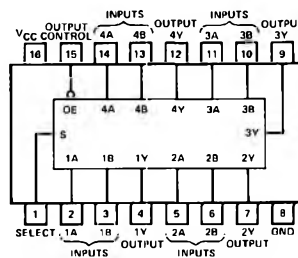 INPUTS INPUTS
OUTPUT OUTPUT OUTPUT
VCC CONTROL 4A 4B 4Y 3A 3B 3Y
16 15 14 13 12 11 10 9
OE 4A 4B 4Y 3A 3B
S 3Y
1A 1B 1Y 2A 2B 2Y
1 2 3 4 5 6 7 8
SELECT 1A 1B 1Y 2A 2B 2Y GND
OUTPUT OUTPUT
INPUTS INPUTS